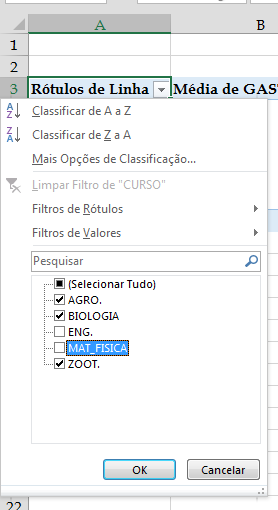 A B
1
2
3 Rótulos de Linha Média de GAS
Classificar de A a Z
Classificar de Z a A
Mais Opções de Classificação...
Limpar Filtro de "CURSO"
Filtros de Rótulos
Filtros de Valores
Pesquisar
(Selecionar Tudo)
AGRO.
BIOLOGIA
ENG.
MAT_FISICA
ZOOT.
OK Cancelar
22